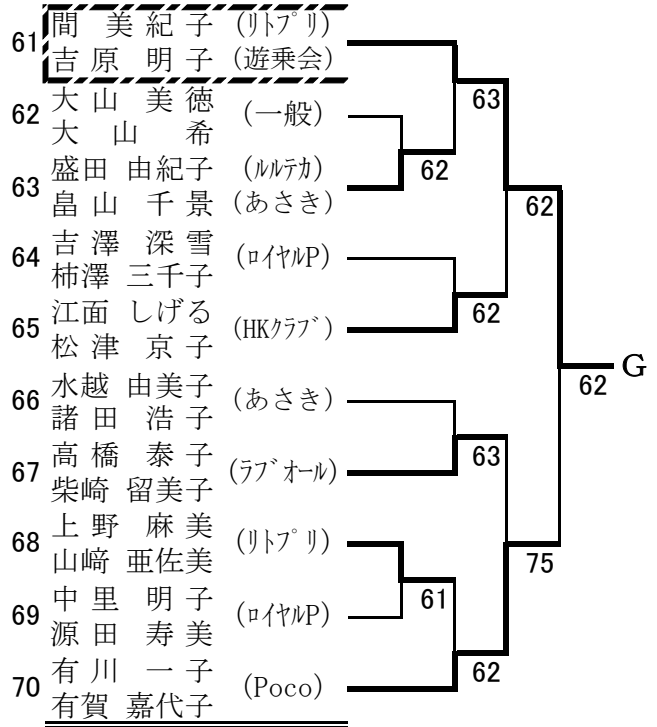 61 間 美紀子 (ﾘﾄﾌﾟﾘ)
吉原 明子 (遊乗会)
62 大山 美徳 (一般)
大山 希
63 盛田 由紀子 (ﾙﾙﾃｶ)
畠山 千景 (あさき)
64 吉澤 深雪 (ﾛｲﾔﾙP)
柿澤 三千子
65 江面 しげる (HKｸﾗﾌﾞ)
松津 京子
66 水越 由美子 (あさき)
諸田 浩子
67 高橋 泰子 (ﾗﾌﾞｵｰﾙ)
柴崎 留美子
68 上野 麻美 (ﾘﾄﾌﾟﾘ)
山﨑 亜佐美
69 中里 明子 (ﾛｲﾔﾙP)
源田 寿美
70 有川 一子 (Poco)
有賀 嘉代子
63
62
62
62
62 G
63
75
61
62